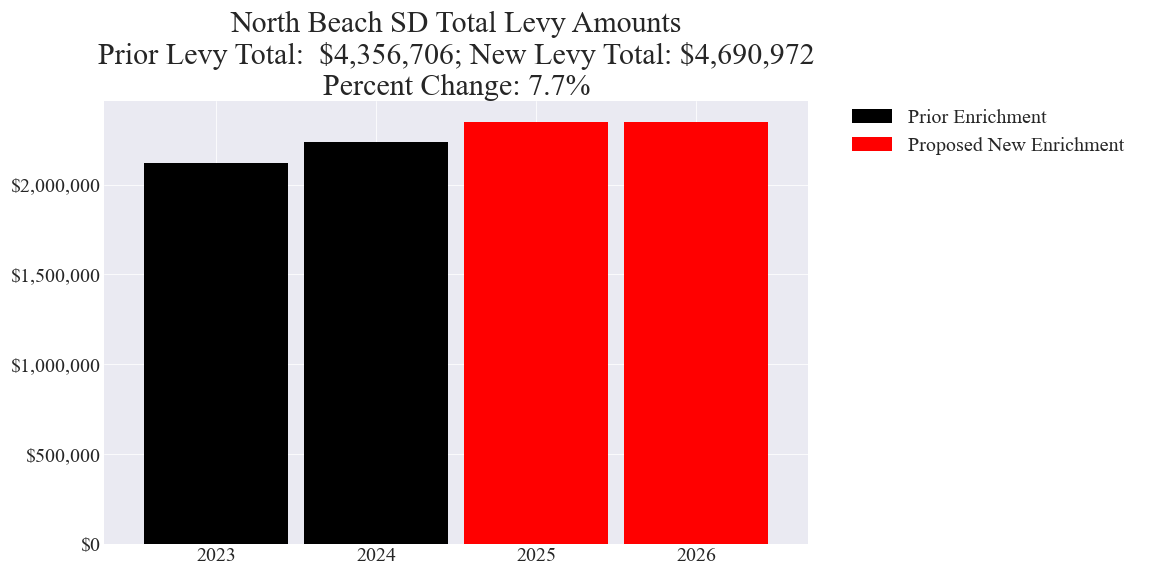 North Beach SD Total Levy Amounts
Prior Levy Total:  $4,356,706; New Levy Total: $4,690,972
Percent Change: 7.7%
Prior Enrichment
Proposed New Enrichment
$2,000,000
$1,500,000
$1,000,000
$500,000
$0
2023 2024 2025 2026